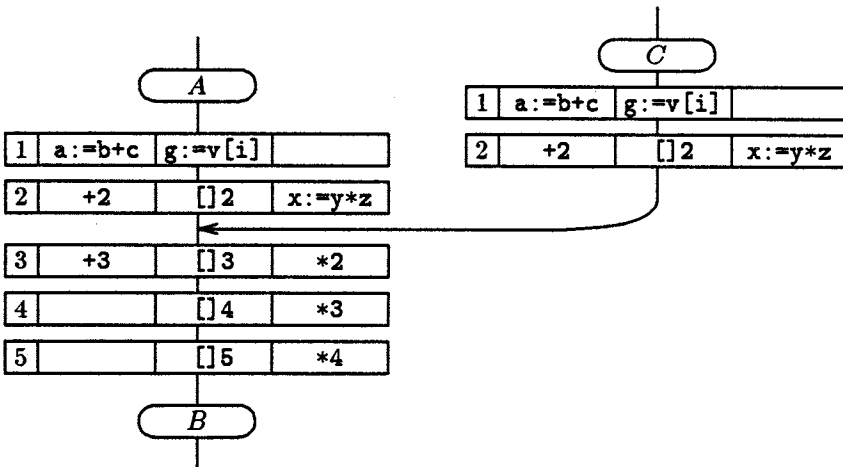 A
1 a:=b+c g:=v[i]
2 +2 []2 x:=y*z
3 +3 []3 *2
4 []4 *3
5 []5 *4
B
C
1 a:=b+c g:=v[i]
2 +2 []2 x:=y*z